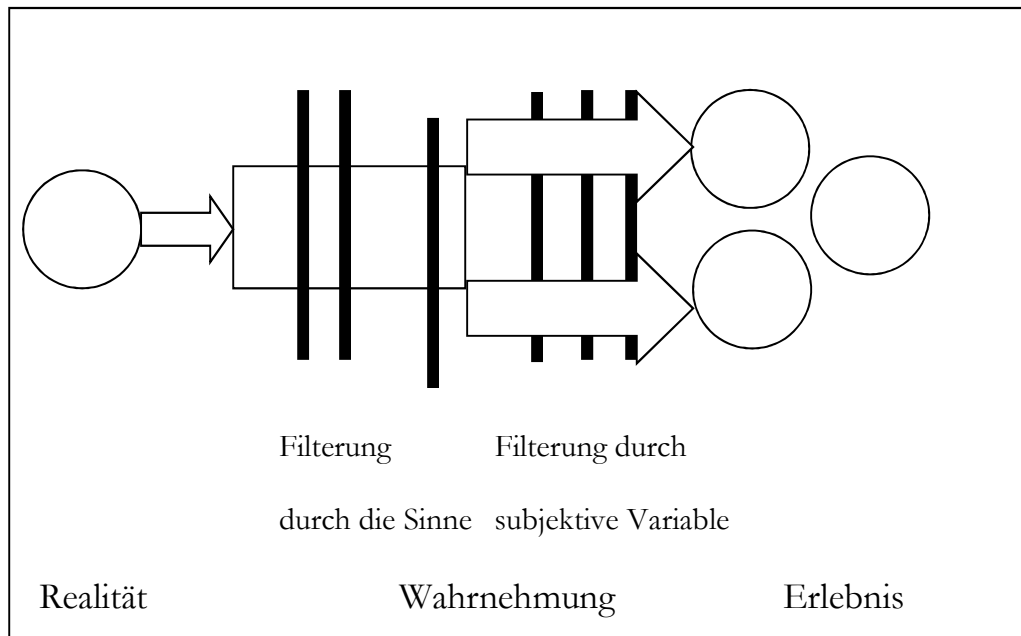 Filterung
durch die Sinne
Filterung durch
subjektive Variable
Realität
Wahrnehmung
Erlebnis